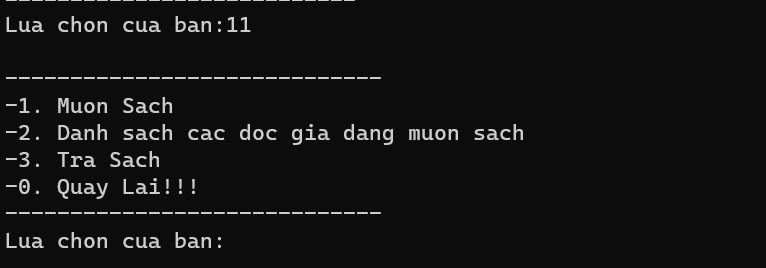 ---------------------------
Lua chon cua ban:11
-----------------------------
-1. Muon Sach
-2. Danh sach cac doc gia dang muon sach
-3. Tra Sach
-0. Quay Lai!!!
-----------------------------
Lua chon cua ban: